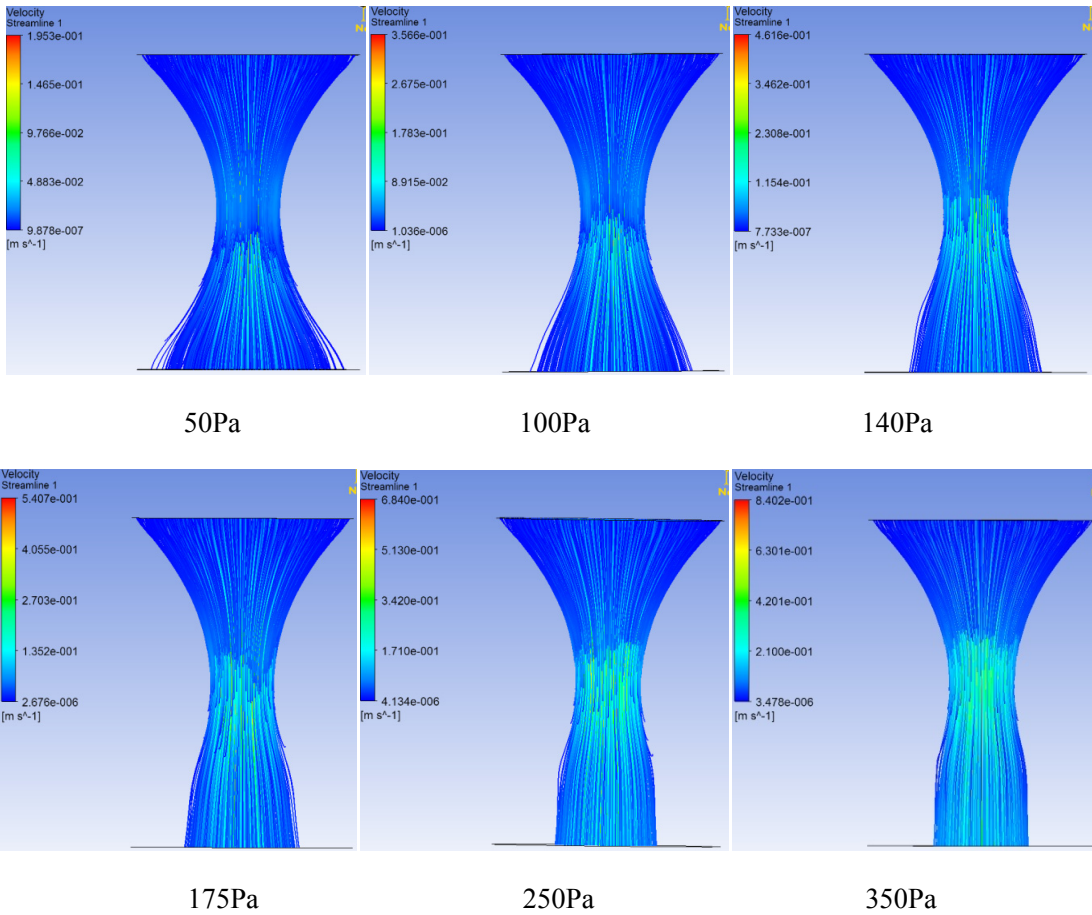 Velocity
Streamline 1
1.953e-001
1.465e-001
9.766e-002
4.883e-002
9.878e-007
[m s^-1]
Velocity
Streamline 1
3.566e-001
2.675e-001
1.783e-001
8.915e-002
1.036e-006
[m s^-1]
Velocity
Streamline 1
4.616e-001
3.462e-001
2.308e-001
1.154e-001
7.733e-007
[m s^-1]
50Pa
100Pa
140Pa
Velocity
Streamline 1
5.407e-001
4.055e-001
2.703e-001
1.352e-001
2.676e-006
[m s^-1]
Velocity
Streamline 1
6.840e-001
5.130e-001
3.420e-001
1.710e-001
4.134e-006
[m s^-1]
Velocity
Streamline 1
8.402e-001
6.301e-001
4.201e-001
2.100e-001
3.478e-006
[m s^-1]
175Pa
250Pa
350Pa